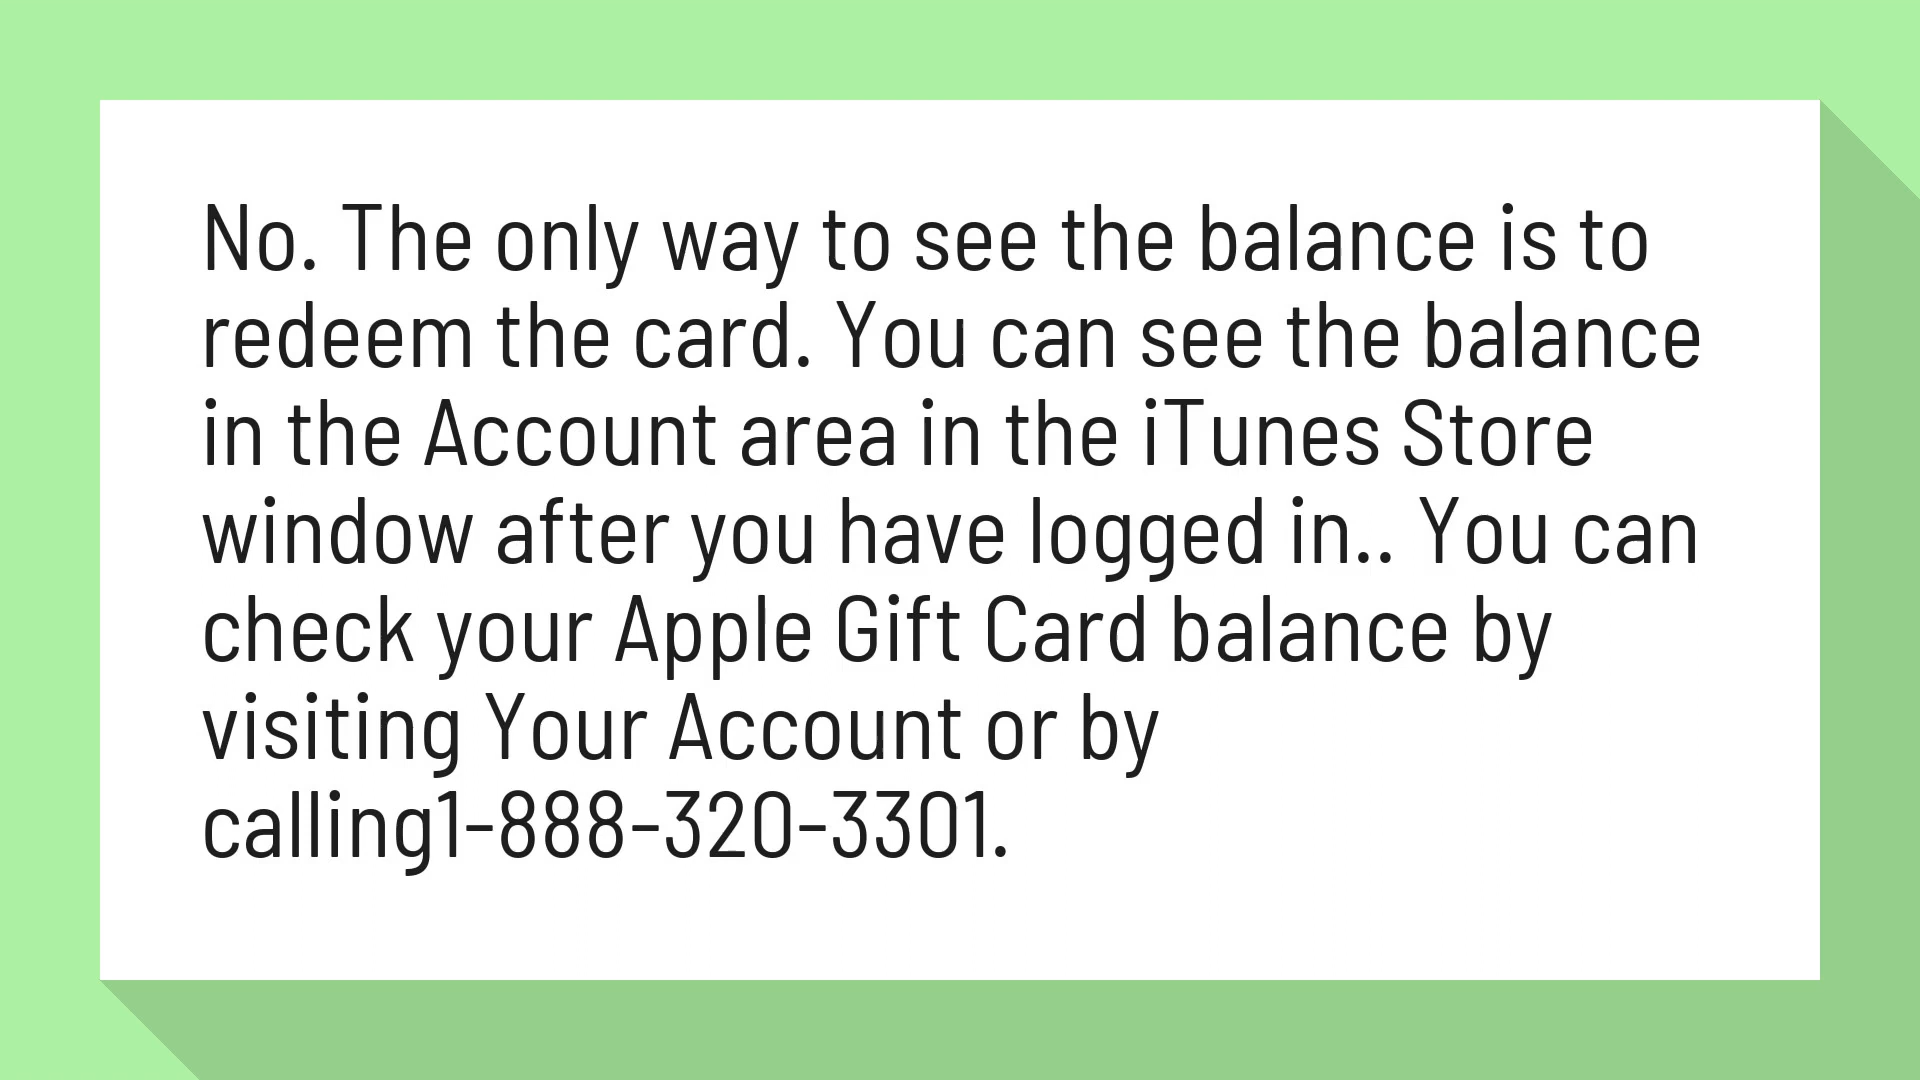 No. The only way to see the balance is to
redeem the card. You can see the balance
in the Account area in the iTunes Store
window after you have logged in.. You can
check your Apple Gift Card balance by
visiting Your Account or by
calling1-888-320-3301.